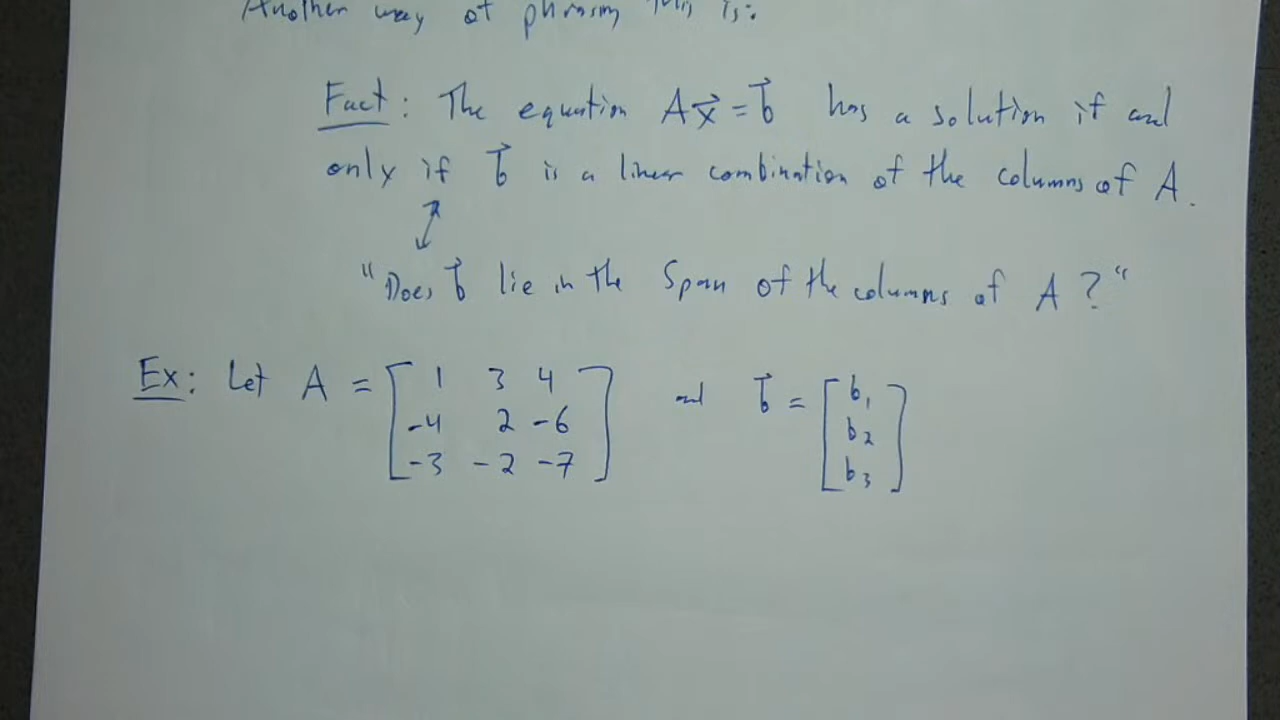 Another way of phrasing this is:
Fact: The equation Ax⃗ = b⃗ has a solution if and
only if b⃗ is a linear combination of the columns of A.
"Does b⃗ lie in the Span of the columns of A?"
Ex: Let A = [1 3 4 and b⃗ = [b₁
-4 2 -6 b₂
-3 -2 -7] b₃]